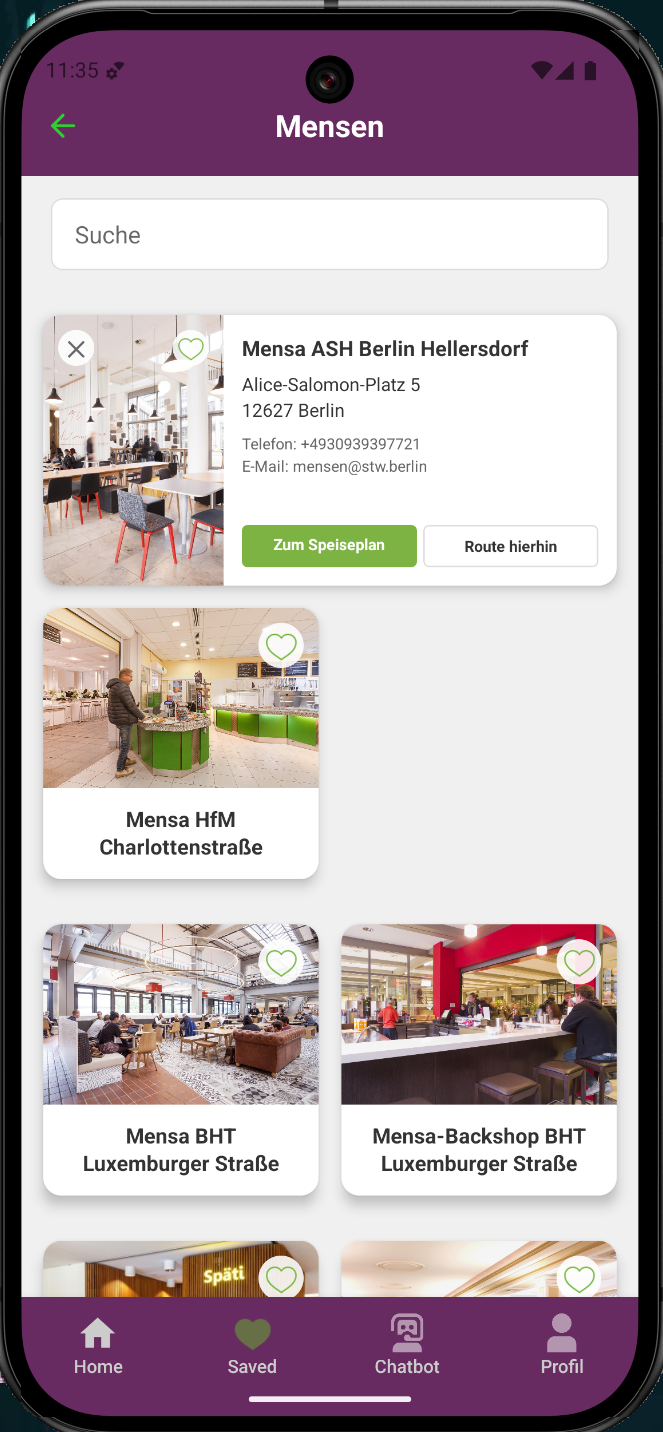 11:35
Mensen
Suche
Mensa ASH Berlin Hellersdorf
Alice-Salomon-Platz 5
12627 Berlin
Telefon: +4930939397721
E-Mail: mensen@stw.berlin
Zum Speiseplan
Route hierhin
Mensa HfM
Charlottenstraße
Mensa BHT
Luxemburger Straße
Mensa-Backshop BHT
Luxemburger Straße
Späti
Home
Saved
Chatbot
Profil